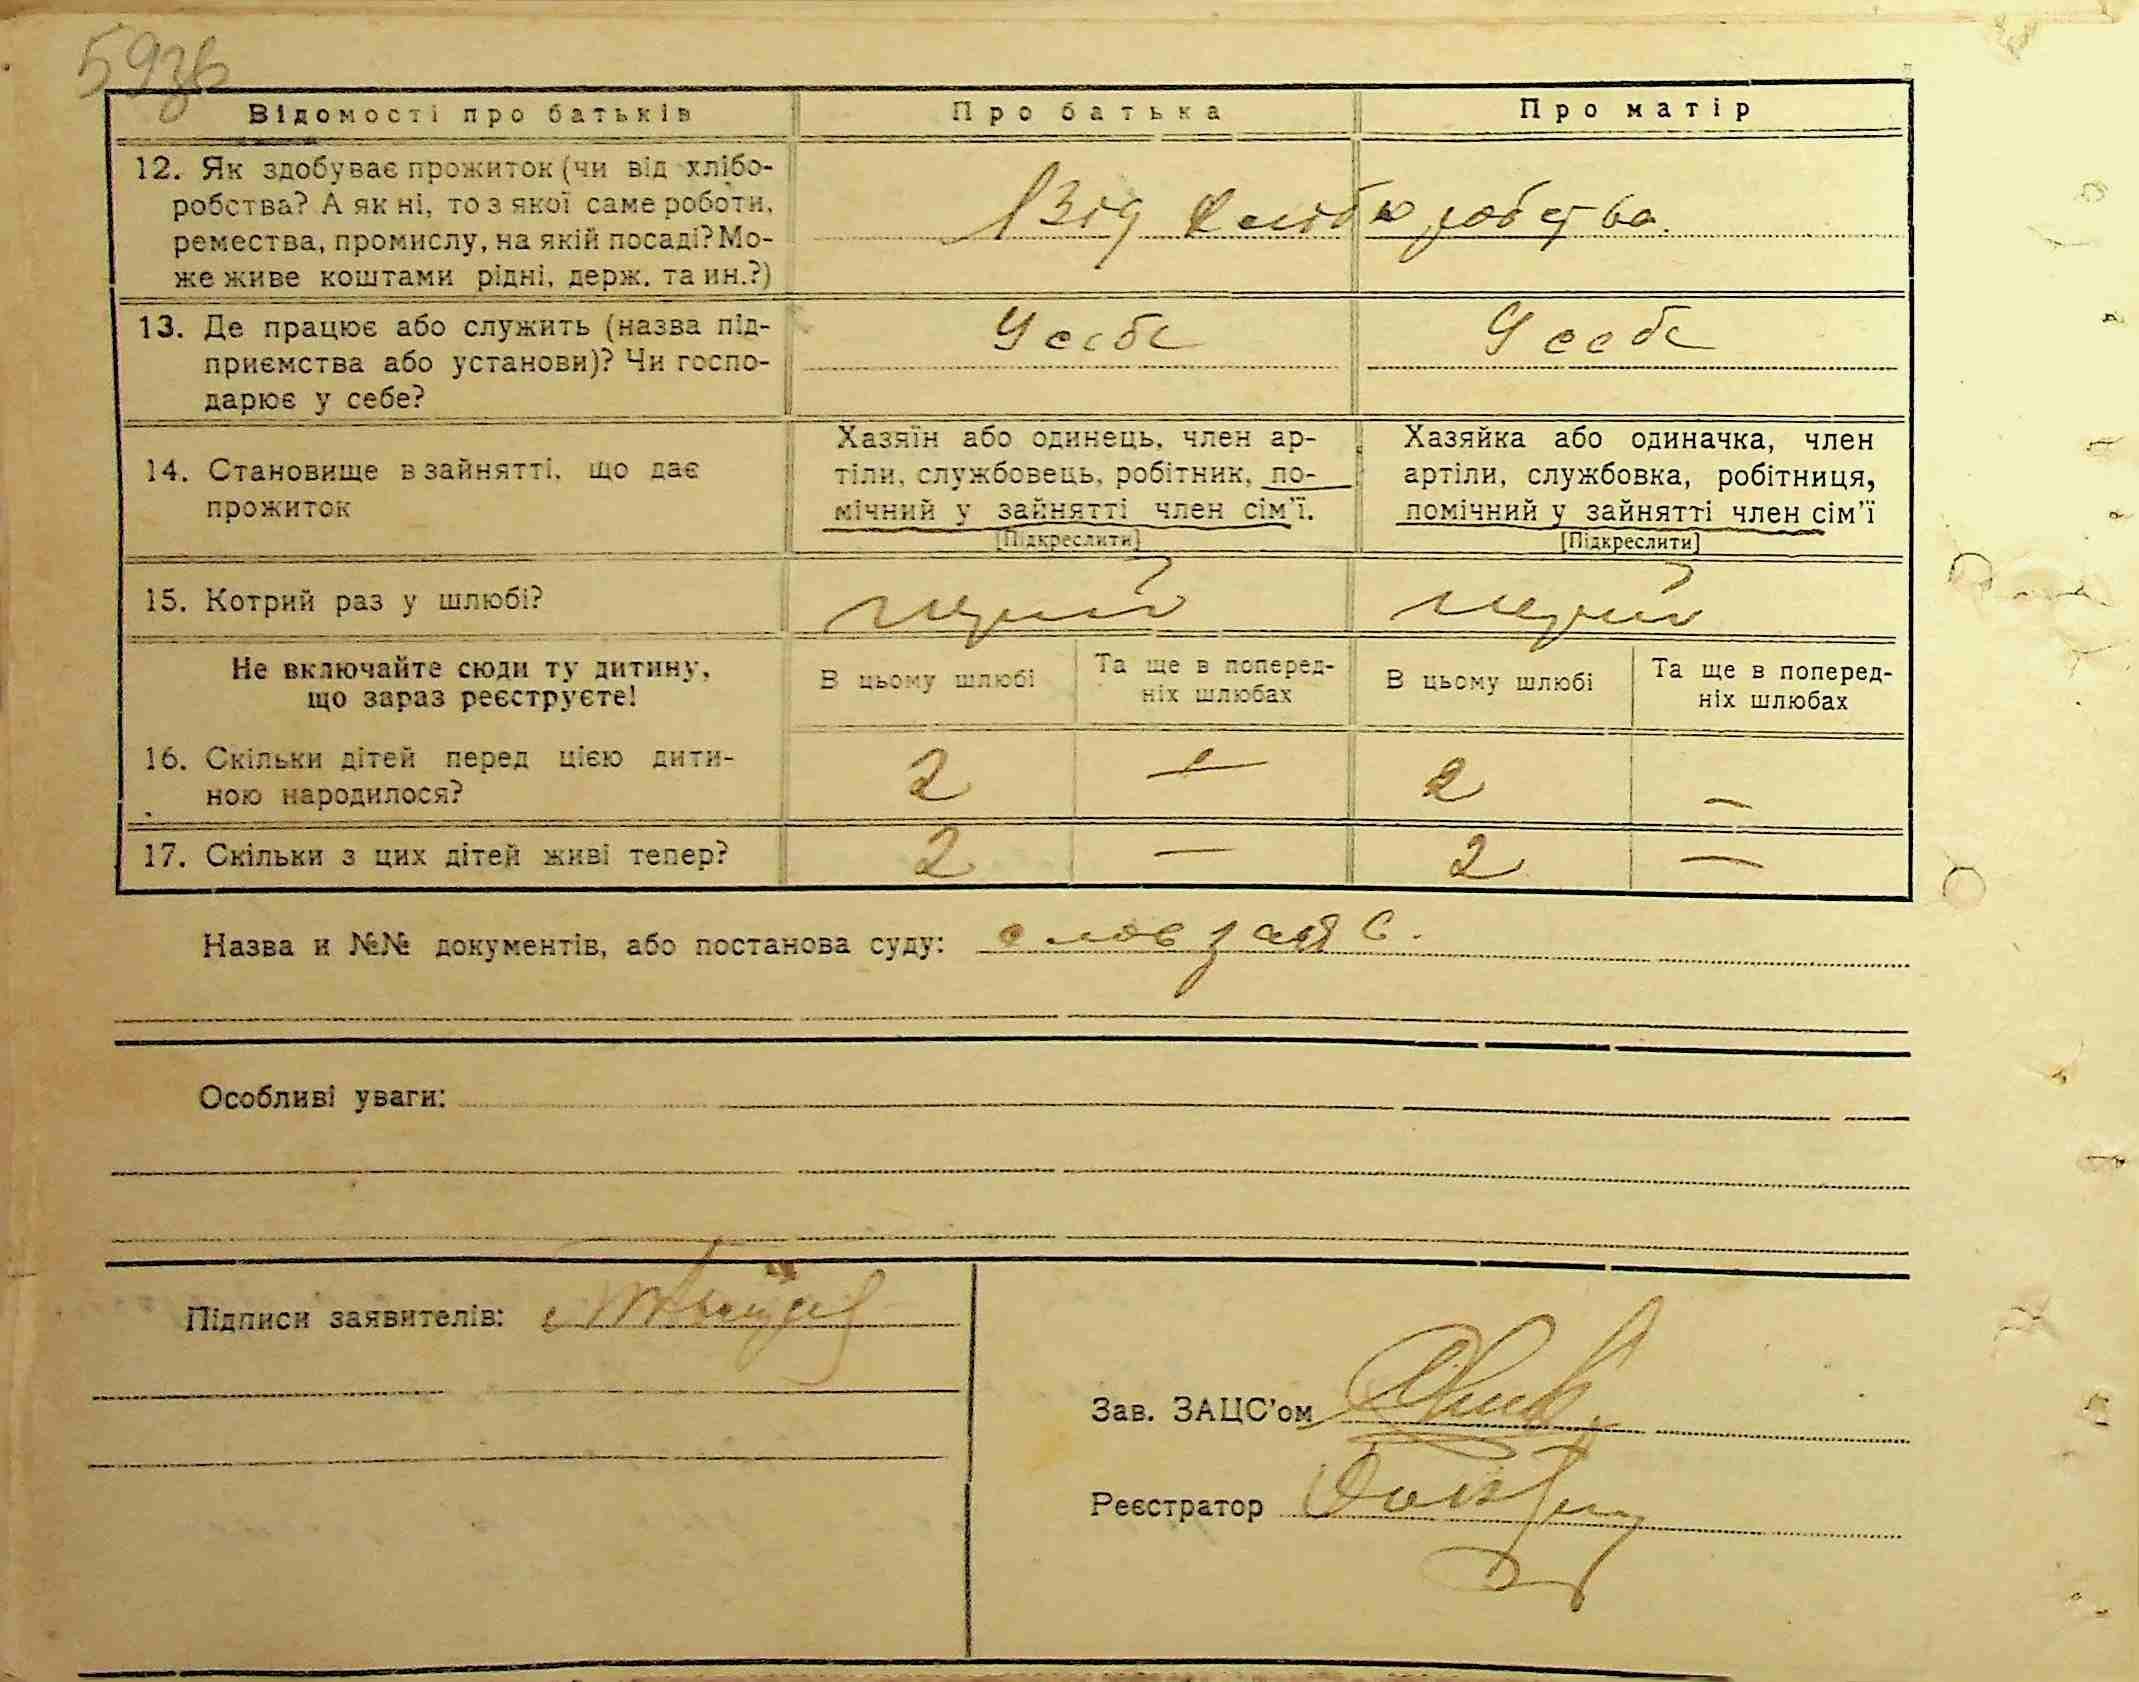 593б
Відомості про батьків Про батька Про матір
12. Як здобуває прожиток (чи від хлібо-
робства? А як ні, то з якої саме роботи,
ремества, промислу, на якій посаді? Мо-
же живе коштами рідні, держ. та ин.?)
Від хлібо робства.
13. Де працює або служить (назва під-
приємства або установи)? Чи госпо-
дарює у себе?
У себе У себе
14. Становище в зайнятті, що дає
прожиток
Хазяїн або одинець, член ар-
тіли, службовець, робітник, по-
мічний у зайнятті член сім'ї.
[Підкреслити]
Хазяйка або одиначка, член
артіли, службовка, робітниця,
помічний у зайнятті член сім'ї
[Підкреслити]
15. Котрий раз у шлюбі?
перший перший
Не включайте сюди ту дитину,
що зараз реєструєте!
В цьому шлюбі Та ще в поперед-
ніх шлюбах В цьому шлюбі Та ще в поперед-
ніх шлюбах
16. Скільки дітей перед цією дити-
ною народилося?
2 — 2 —
17. Скільки з цих дітей живі тепер? 2 — 2 —
Назва и №№ документів, або постанова суду:
Особливі уваги:
Підписи заявителів:
Зав. ЗАЦС'ом
Реєстратор